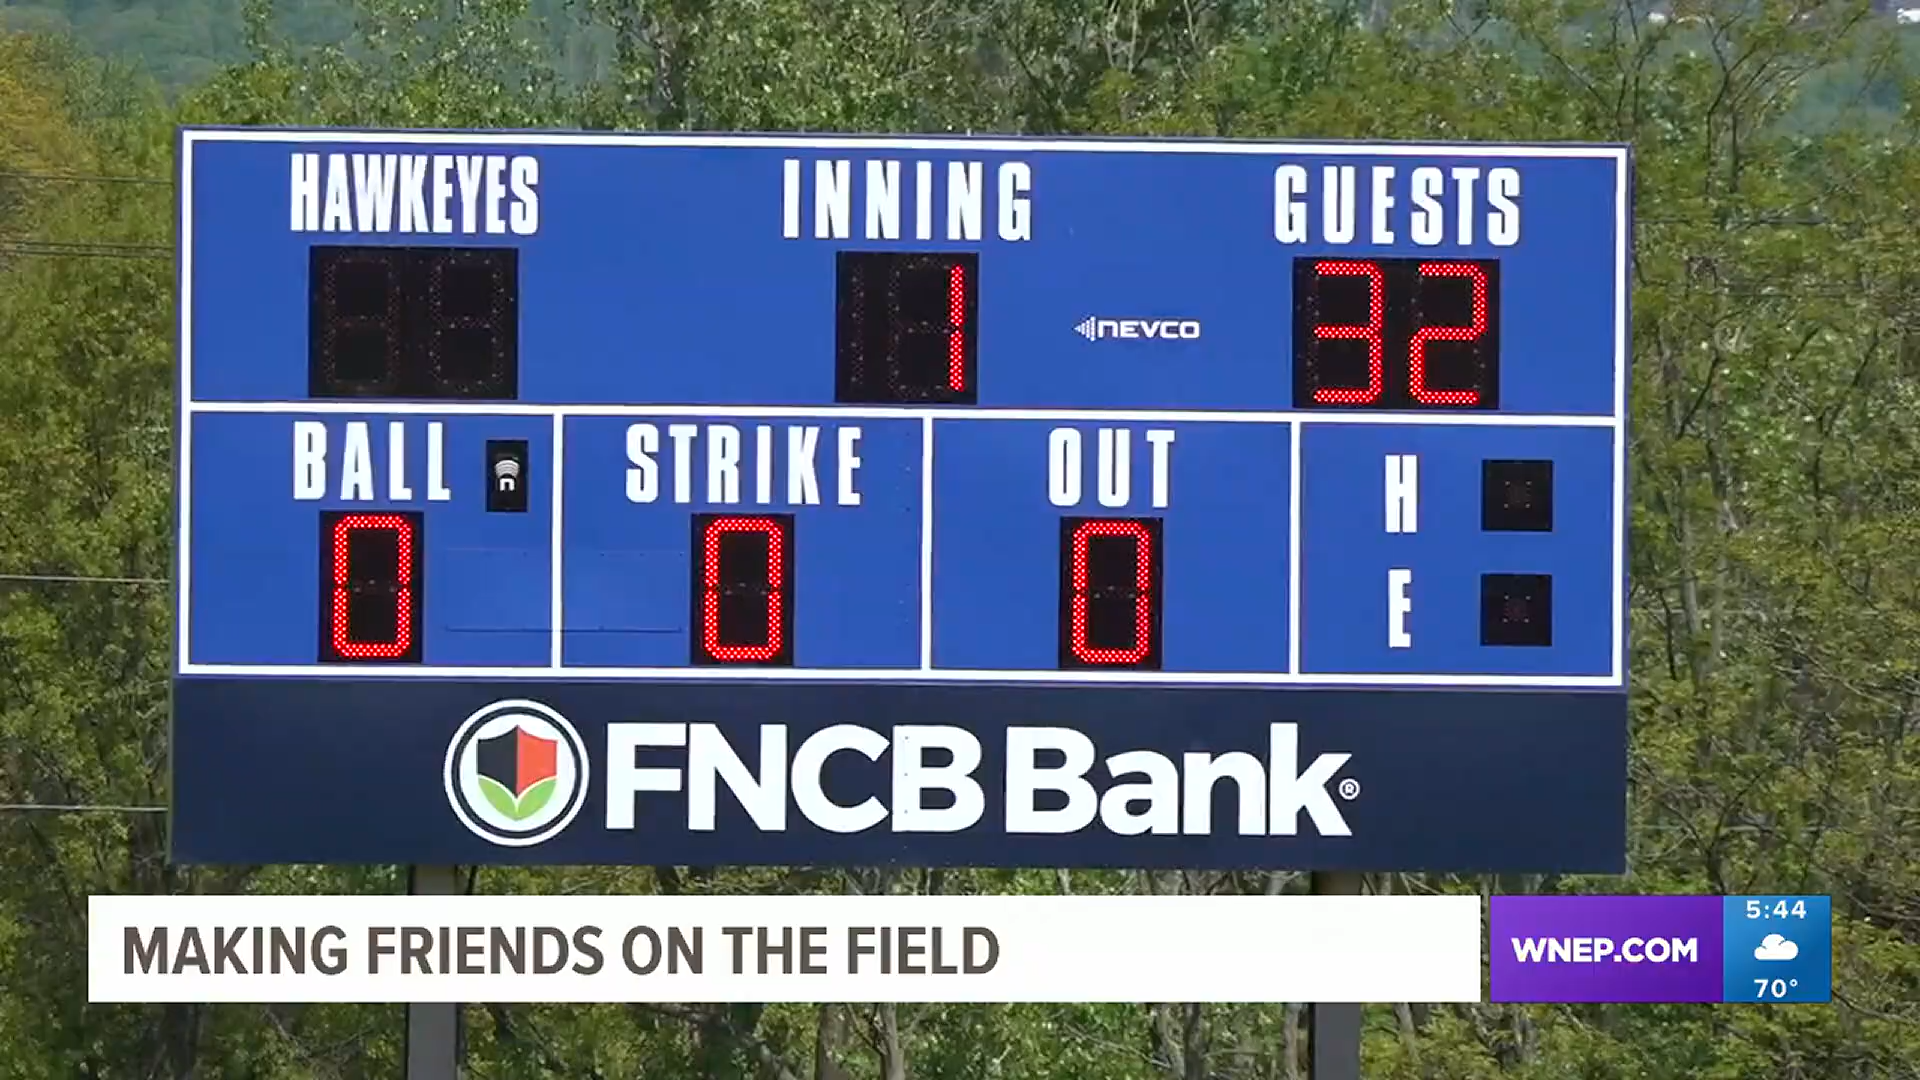 HAWKEYES INNING GUESTS
1 32
NEVCO
BALL STRIKE OUT H
0 0 0
E
FNCB Bank®
MAKING FRIENDS ON THE FIELD
WNEP.COM
5:44
70°